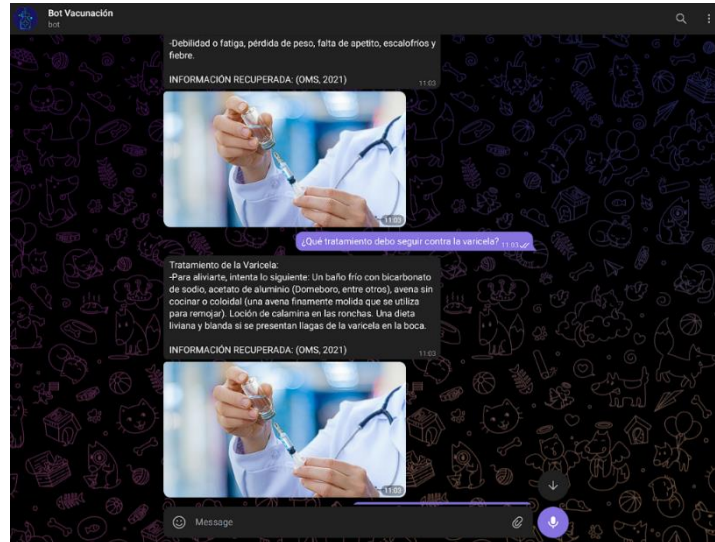 Bot Vacunación
bot
-Debilidad o fatiga, pérdida de peso, falta de apetito, escalofríos y
fiebre.
INFORMACIÓN RECUPERADA: (OMS, 2021)
11:03
11:03
¿Qué tratamiento debo seguir contra la varicela? 11:03
Tratamiento de la Varicela:
-Para aliviarte, intenta lo siguiente: Un baño frío con bicarbonato
de sodio, acetato de aluminio (Domeboro, entre otros), avena sin
cocinar o coloidal (una avena finamente molida que se utiliza
para remojar). Loción de calamina en las ronchas. Una dieta
liviana y blanda si se presentan llagas de la varicela en la boca.
INFORMACIÓN RECUPERADA: (OMS, 2021)
11:03
11:03
Message